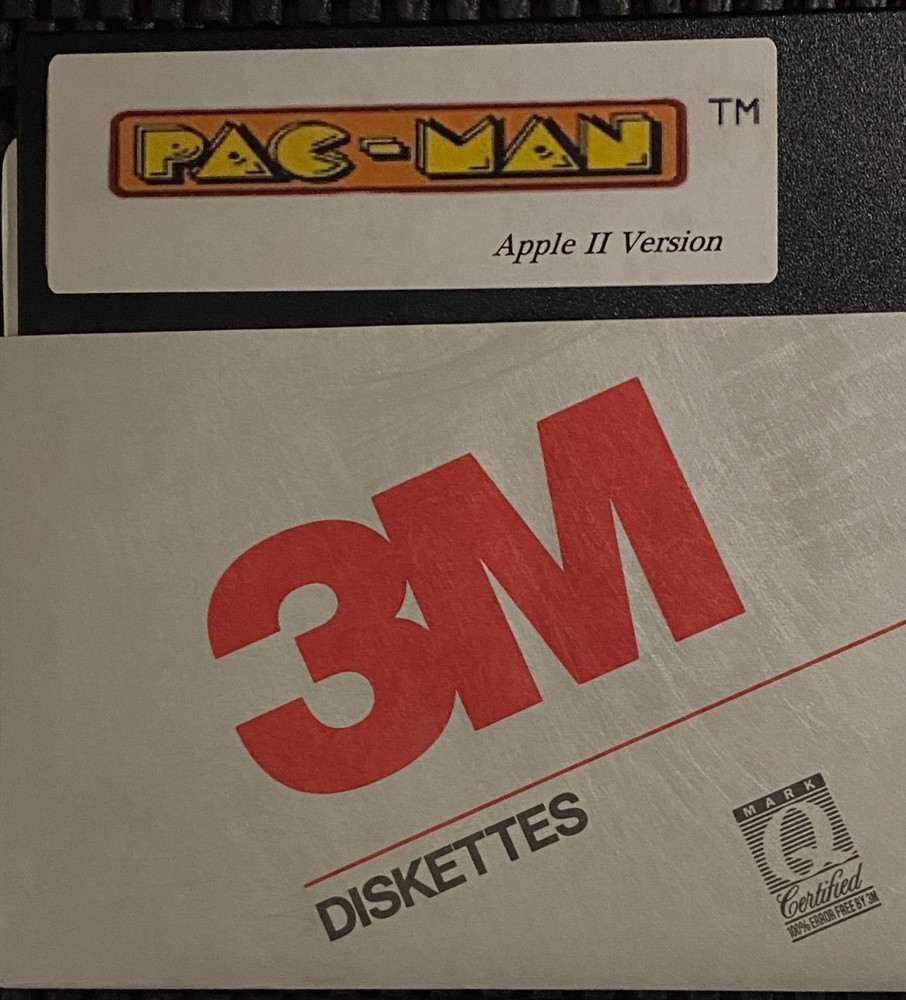 PAC-MAN TM
Apple II Version
3M
DISKETTES
MARK
Q
Certified
100% ERROR FREE BY 3M